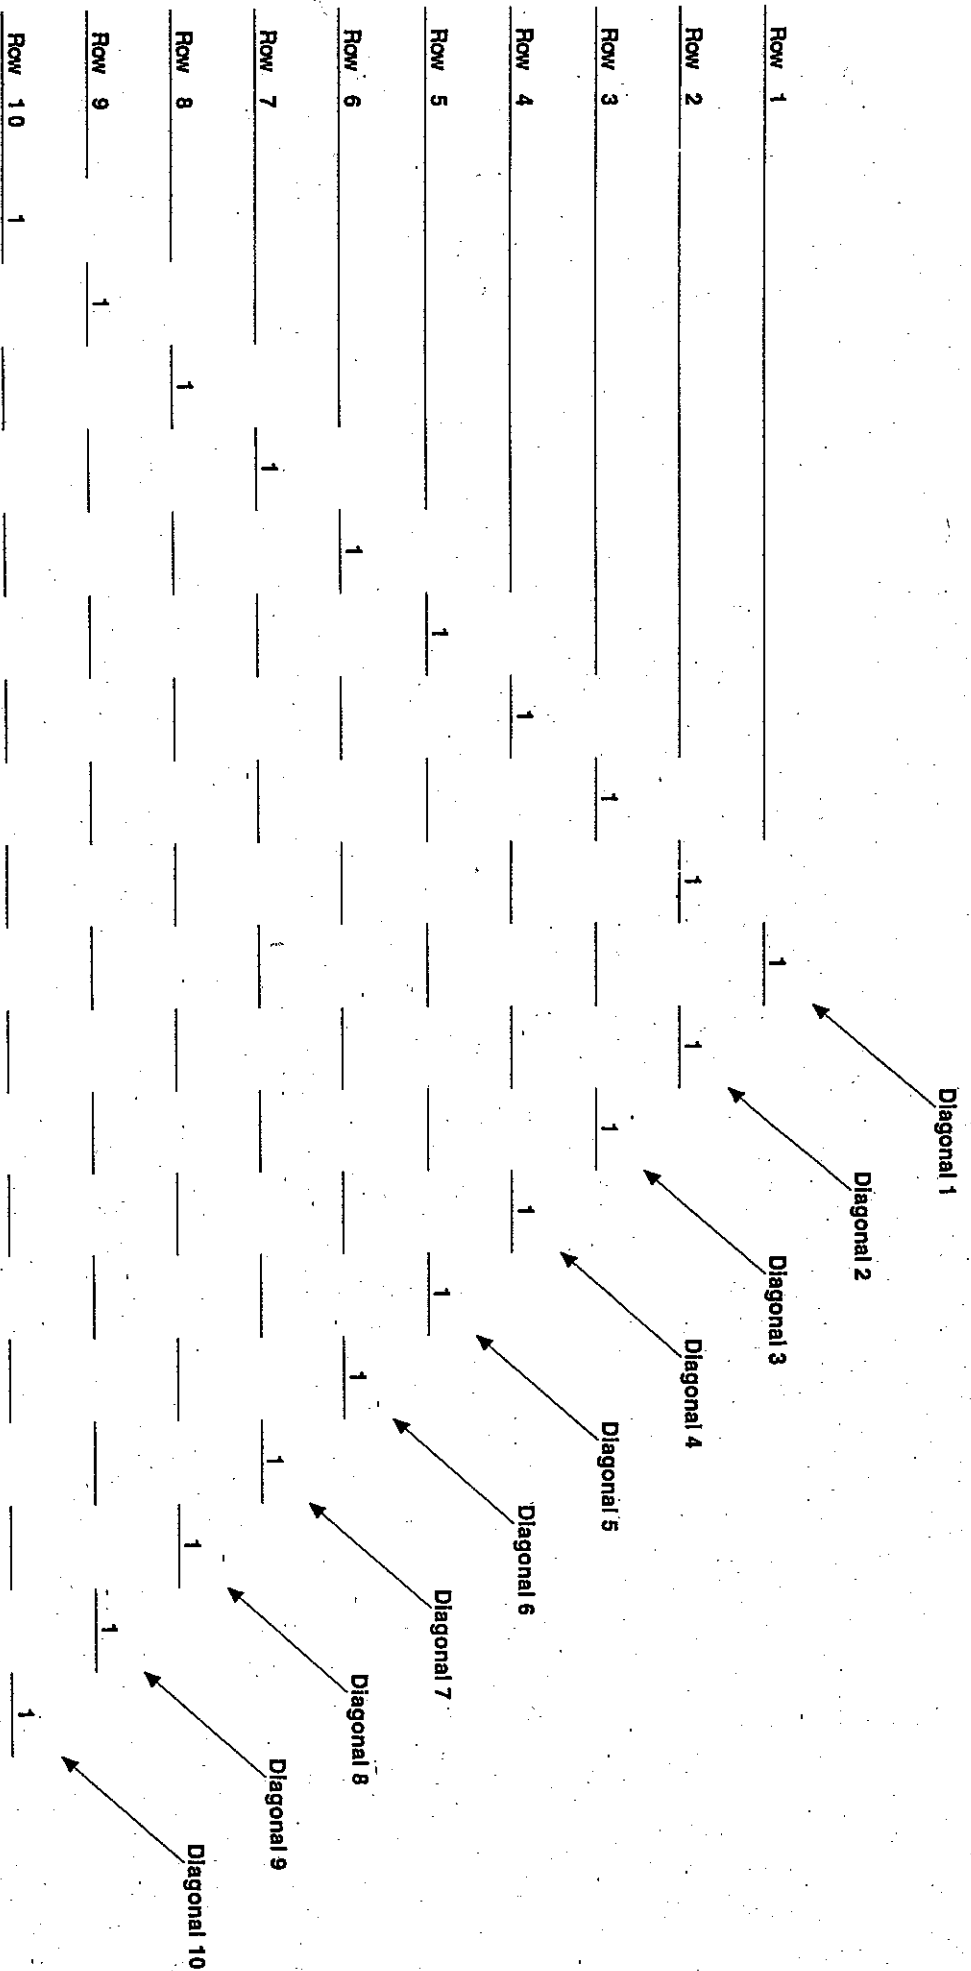 Diagonal 1
Row 1 1
Diagonal 2
Row 2 1 1
Diagonal 3
Row 3 1 1
Diagonal 4
Row 4 1 1
Diagonal 5
Row 5 1 1
Diagonal 6
Row 6 1 1
Diagonal 7
Row 7 1 1
Diagonal 8
Row 8 1 1
Diagonal 9
Row 9 1 1
Diagonal 10
Row 10 1 1